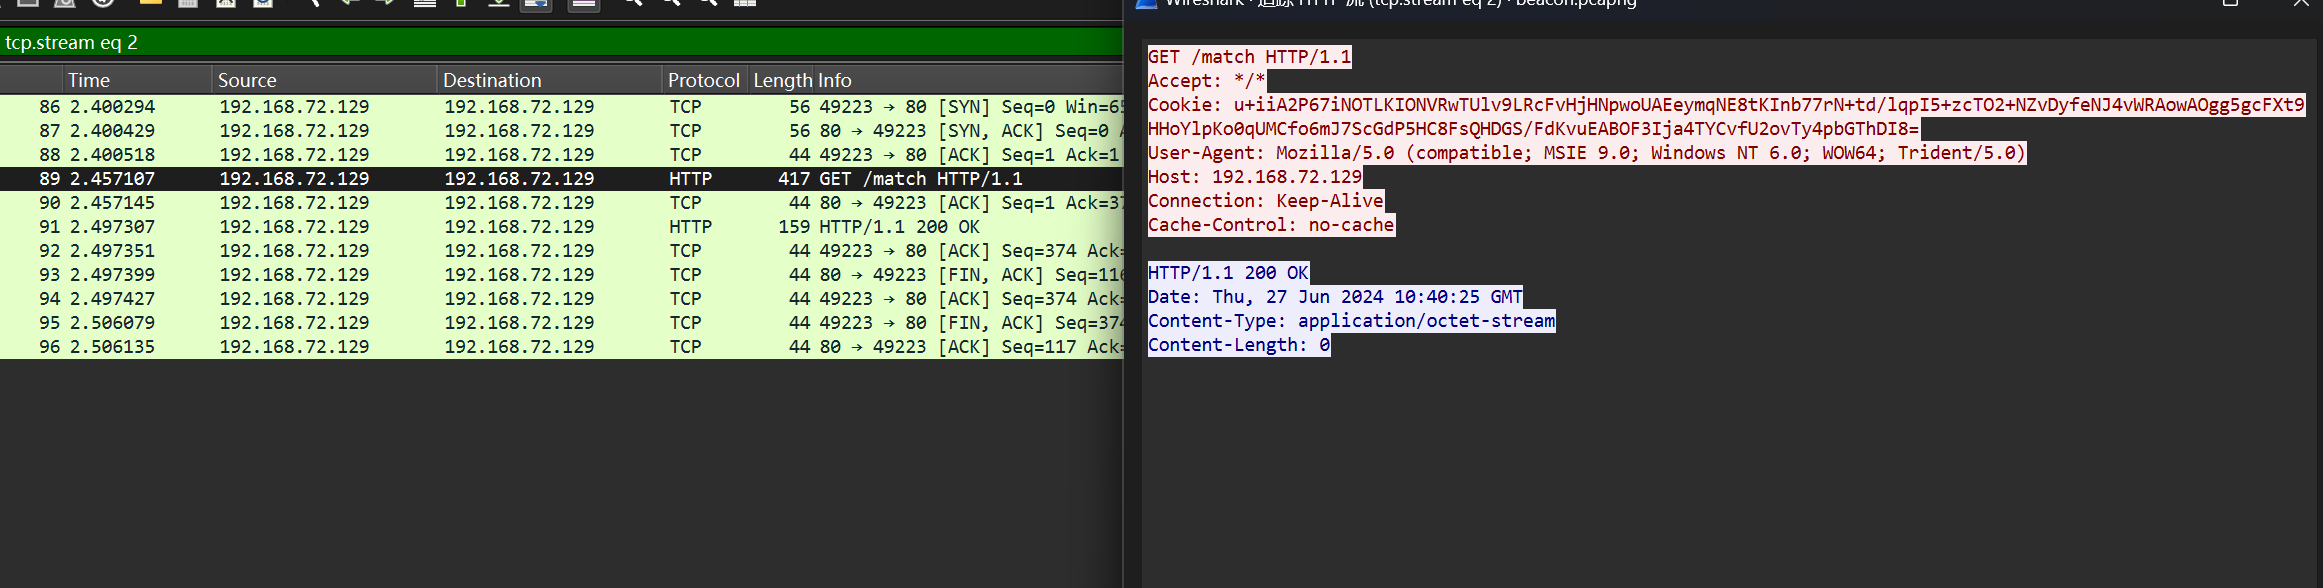 Wireshark · 追踪 HTTP 流 (tcp.stream eq 2) · beacon.pcapng
tcp.stream eq 2
Time Source Destination Protocol Length Info
86 2.400294 192.168.72.129 192.168.72.129 TCP 56 49223 → 80 [SYN] Seq=0 Win=65
87 2.400429 192.168.72.129 192.168.72.129 TCP 56 80 → 49223 [SYN, ACK] Seq=0 A
88 2.400518 192.168.72.129 192.168.72.129 TCP 44 49223 → 80 [ACK] Seq=1 Ack=1
89 2.457107 192.168.72.129 192.168.72.129 HTTP 417 GET /match HTTP/1.1
90 2.457145 192.168.72.129 192.168.72.129 TCP 44 80 → 49223 [ACK] Seq=1 Ack=37
91 2.497307 192.168.72.129 192.168.72.129 HTTP 159 HTTP/1.1 200 OK
92 2.497351 192.168.72.129 192.168.72.129 TCP 44 49223 → 80 [ACK] Seq=374 Ack=
93 2.497399 192.168.72.129 192.168.72.129 TCP 44 80 → 49223 [FIN, ACK] Seq=116
94 2.497427 192.168.72.129 192.168.72.129 TCP 44 49223 → 80 [ACK] Seq=374 Ack=
95 2.506079 192.168.72.129 192.168.72.129 TCP 44 49223 → 80 [FIN, ACK] Seq=374
96 2.506135 192.168.72.129 192.168.72.129 TCP 44 80 → 49223 [ACK] Seq=117 Ack=
GET /match HTTP/1.1
Accept: */*
Cookie: u+iiA2P67iNOTLKIONVRwTUlv9LRcFvHjHNpwoUAEeymqNE8tKInb77rN+td/lqpI5+zcTO2+NZvDyfeNJ4vWRAowAOgg5gcFXt9
HHoYlpKo0qUMCfo6mJ7ScGdP5HC8FsQHDGS/FdKvuEABOF3Ija4TYCvfU2ovTy4pbGThDI8=
User-Agent: Mozilla/5.0 (compatible; MSIE 9.0; Windows NT 6.0; WOW64; Trident/5.0)
Host: 192.168.72.129
Connection: Keep-Alive
Cache-Control: no-cache
HTTP/1.1 200 OK
Date: Thu, 27 Jun 2024 10:40:25 GMT
Content-Type: application/octet-stream
Content-Length: 0